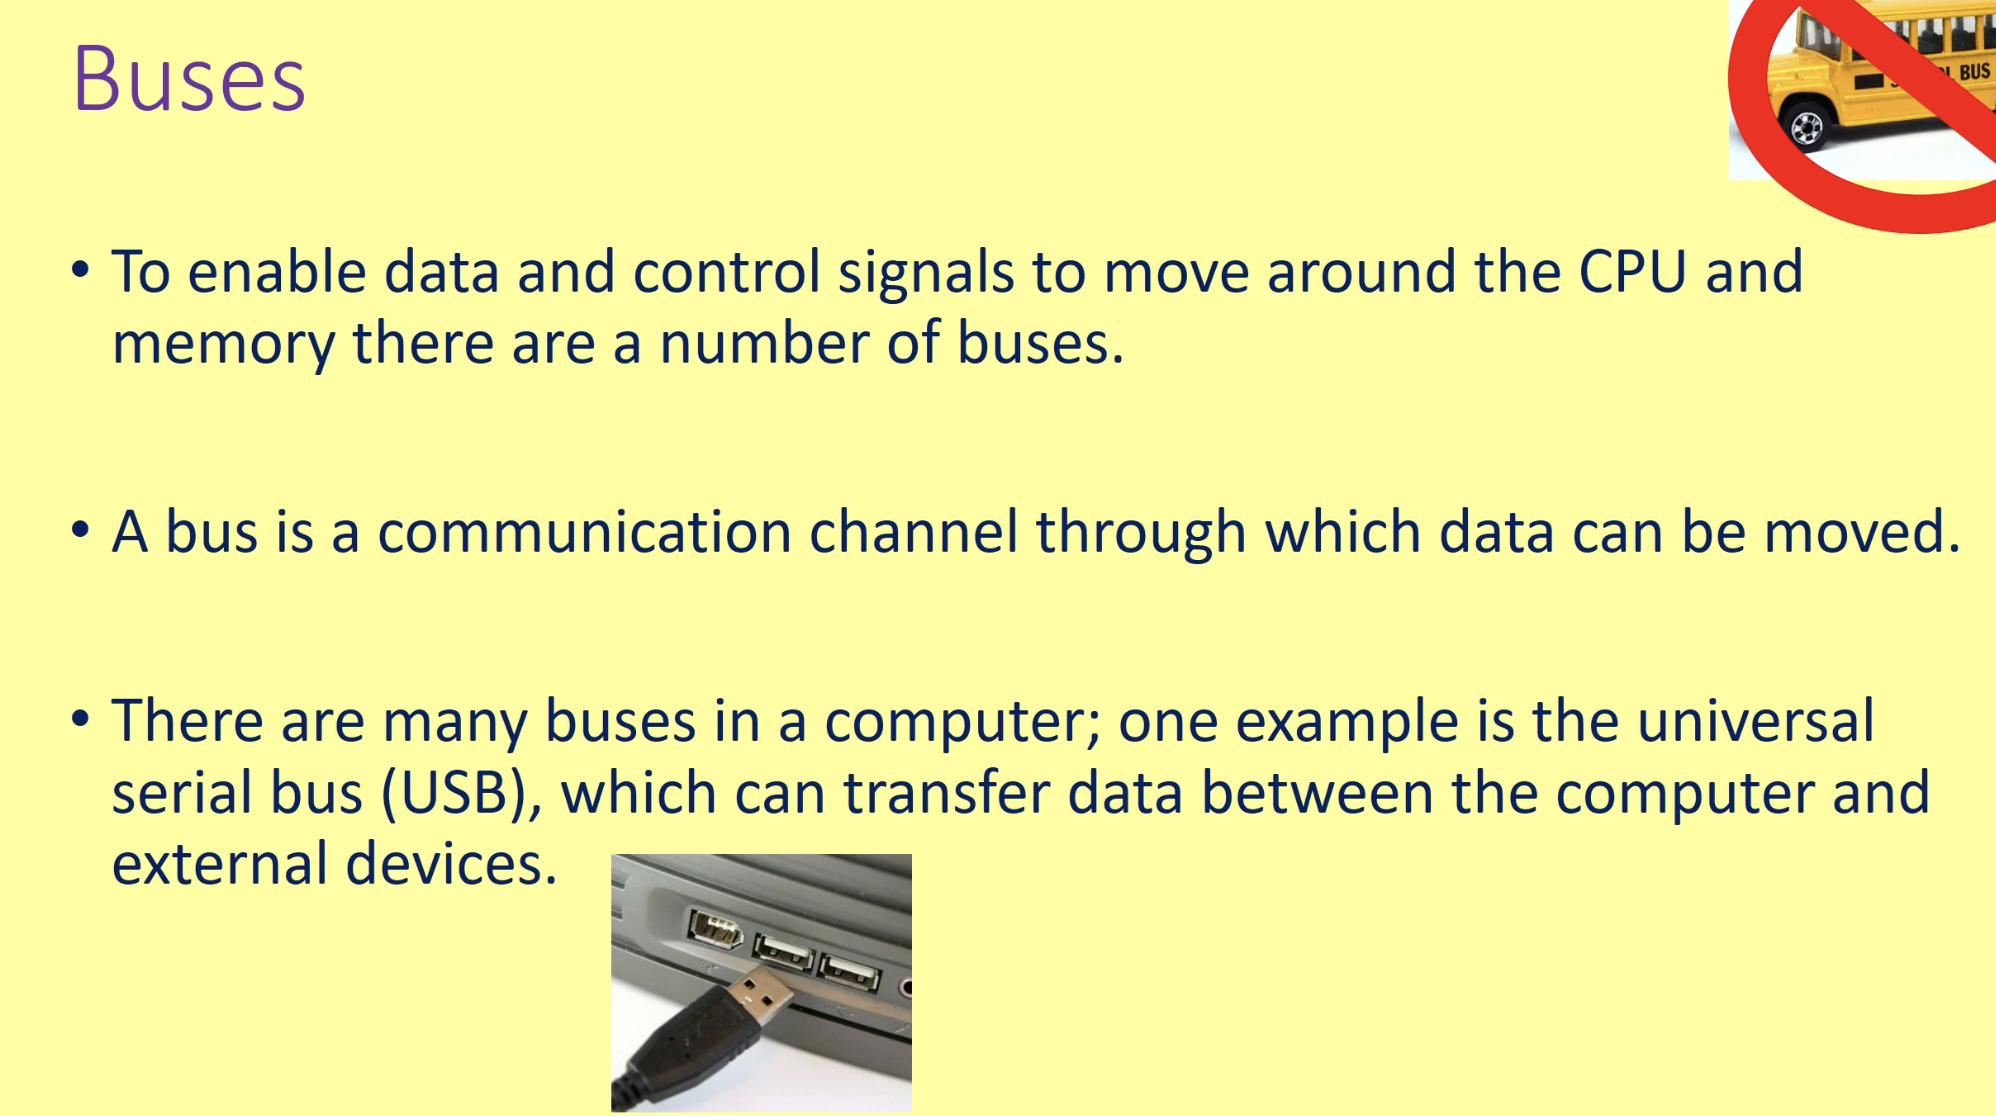 Buses
BUS
• To enable data and control signals to move around the CPU and
memory there are a number of buses.
• A bus is a communication channel through which data can be moved.
• There are many buses in a computer; one example is the universal
serial bus (USB), which can transfer data between the computer and
external devices.